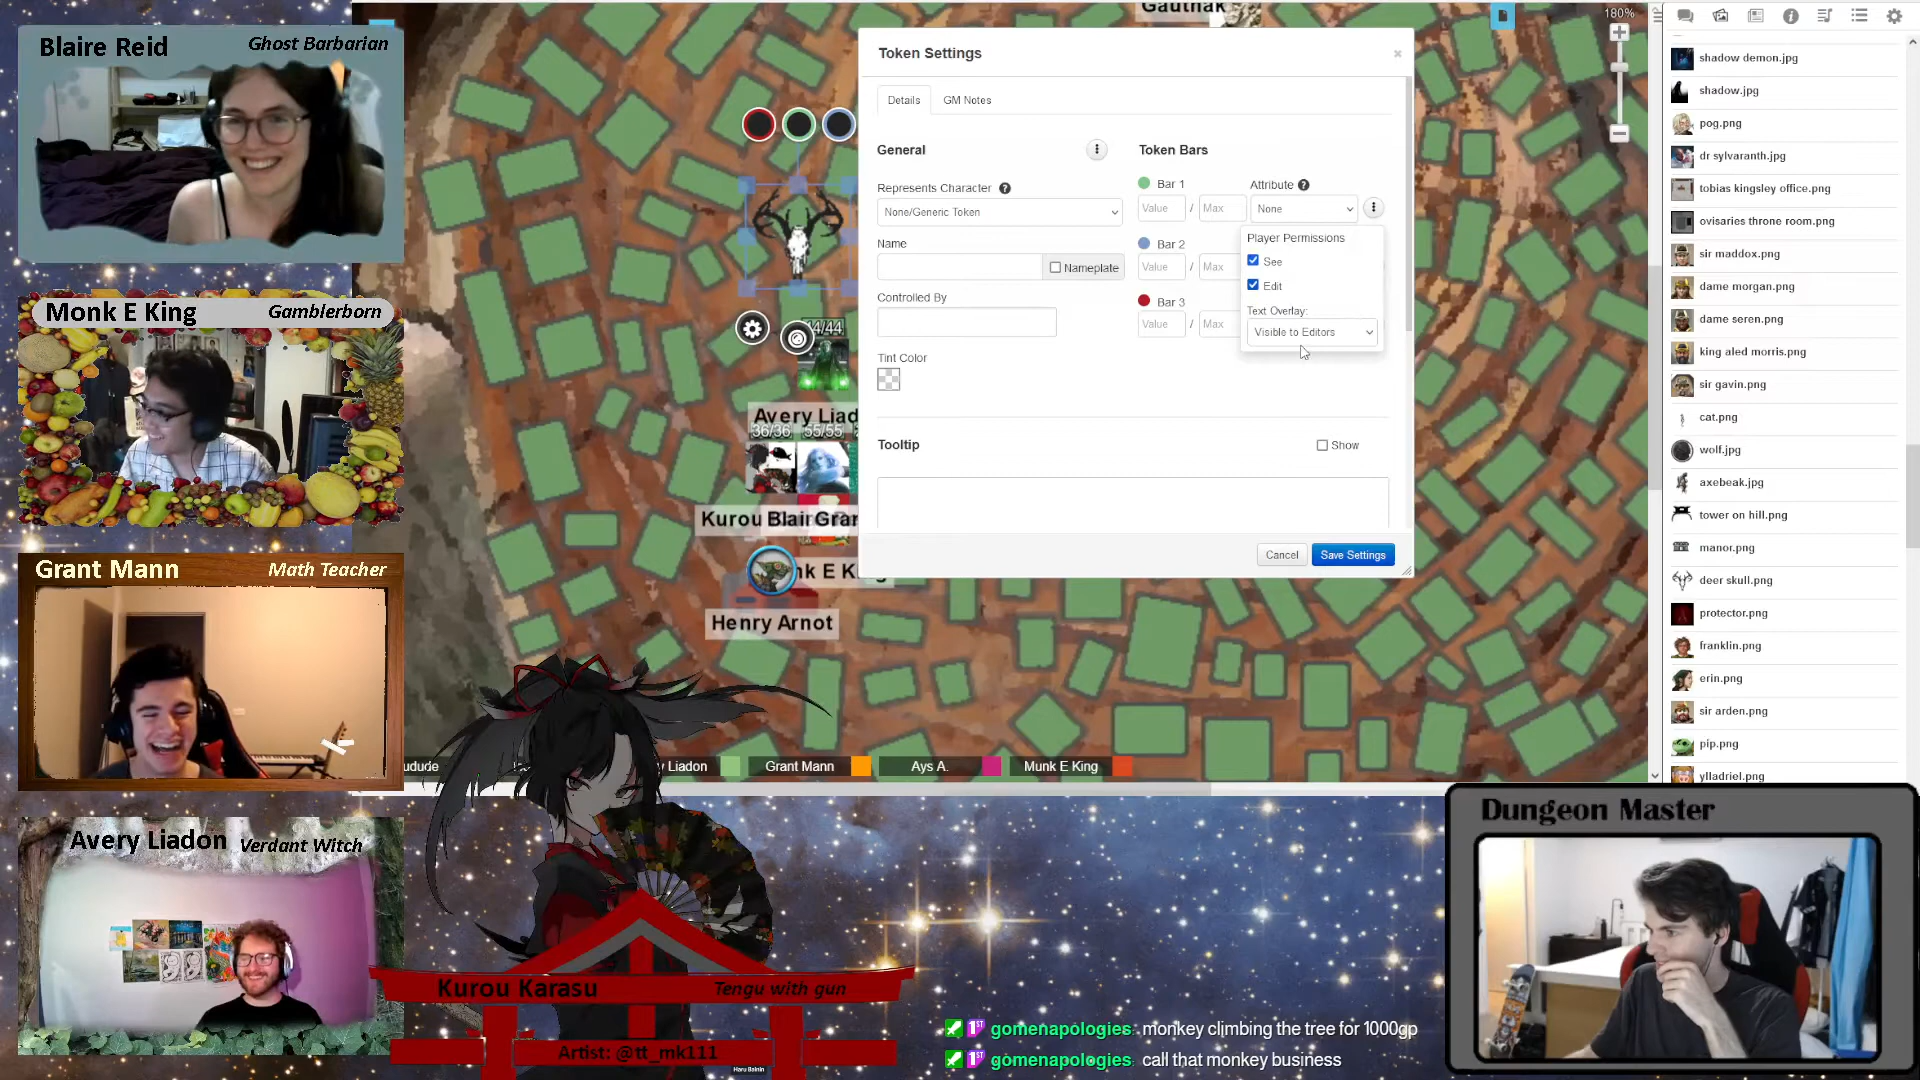 Blaire Reid
Ghost Barbarian
Monk E King
Gamblerborn
Grant Mann
Math Teacher
Avery Liadon
Verdant Witch
Gauthak
180%
Token Settings
×
Details
GM Notes
General
Token Bars
Represents Character
None/Generic Token
Bar 1
Attribute
Value / Max
None
Name
Nameplate
Bar 2
Value / Max
Player Permissions
See
Edit
Controlled By
Bar 3
Value / Max
Text Overlay:
Visible to Editors
Tint Color
Tooltip
Show
Cancel
Save Settings
44/44
Avery Liad
36/36 55/55
Kurou Blair Gra
nk E King
Henry Arnot
udude
y Liadon
Grant Mann
Ays A.
Munk E King
shadow demon.jpg
shadow.jpg
pog.png
dr sylvaranth.jpg
tobias kingsley office.png
ovisaries throne room.png
sir maddox.png
dame morgan.png
dame seren.png
king aled morris.png
sir gavin.png
cat.png
wolf.jpg
axebeak.jpg
tower on hill.png
manor.png
deer skull.png
protector.png
franklin.png
erin.png
sir arden.png
pip.png
ylladriel.png
Dungeon Master
Kurou Karasu
Tengu with gun
Artist: @tt_mk111
Haru Bainin
gomenapologies: monkey climbing the tree for 1000gp
gomenapologies: call that monkey business